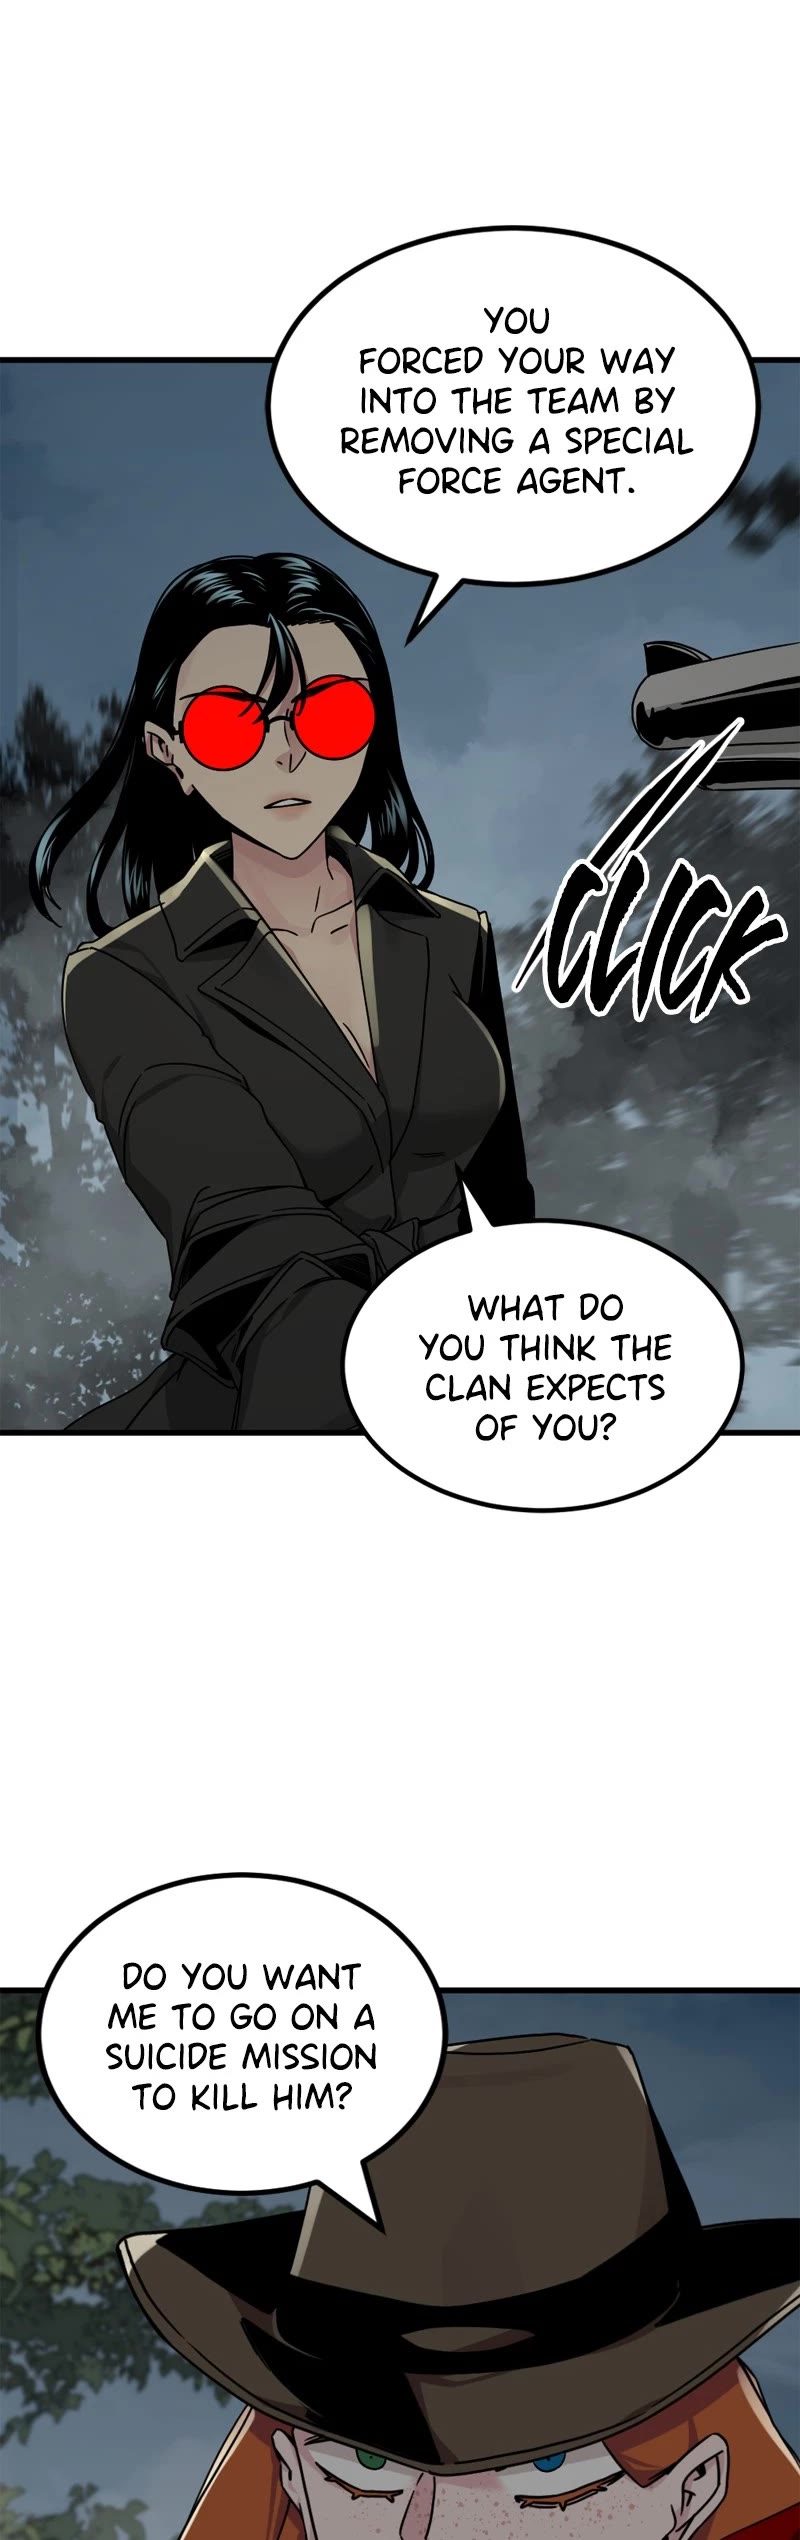 YOU
FORCED YOUR WAY
INTO THE TEAM BY
REMOVING A SPECIAL
FORCE AGENT.
CLICK
WHAT DO
YOU THINK THE
CLAN EXPECTS
OF YOU?
DO YOU WANT
ME TO GO ON A
SUICIDE MISSION
TO KILL HIM?